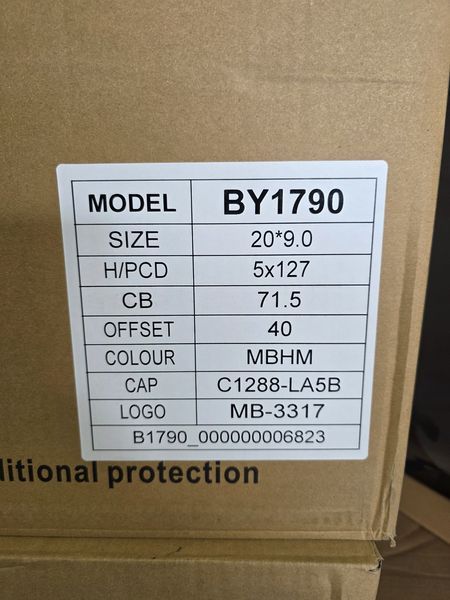 MODEL BY1790
SIZE 20*9.0
H/PCD 5x127
CB 71.5
OFFSET 40
COLOUR MBHM
CAP C1288-LA5B
LOGO MB-3317
B1790_000000006823
ditional protection